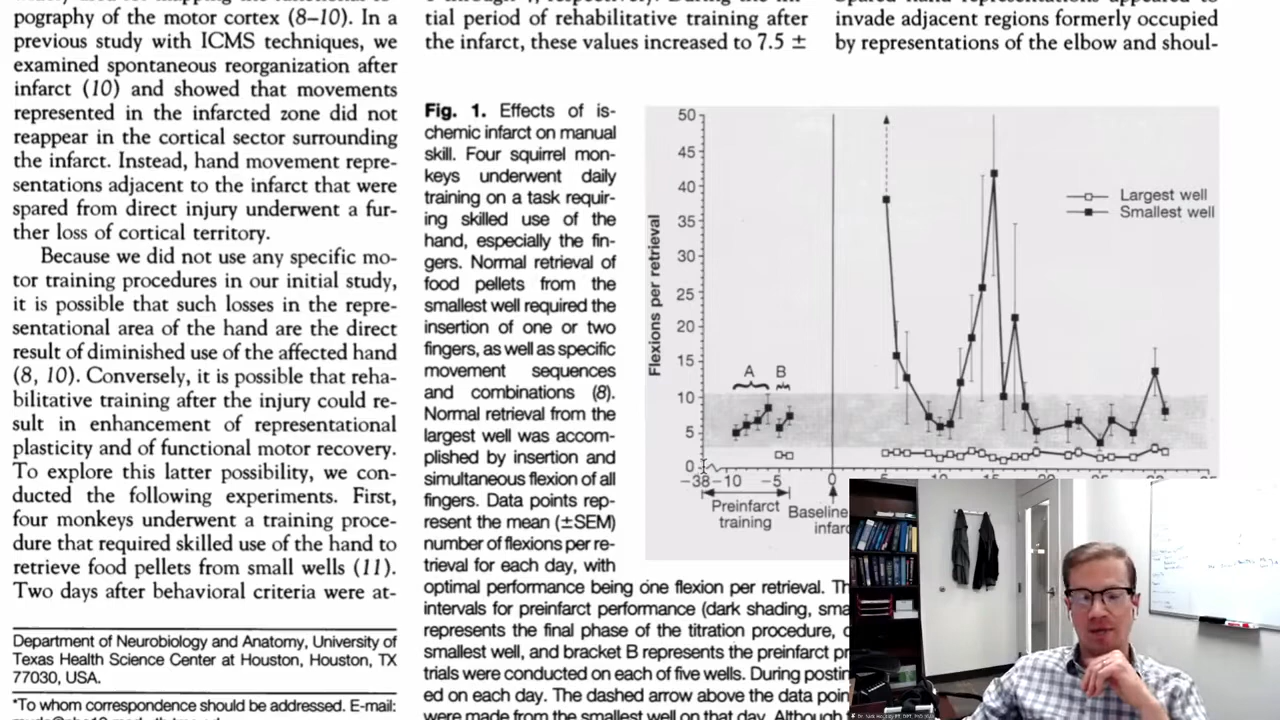 pography of the motor cortex (8–10). In a
previous study with ICMS techniques, we
examined spontaneous reorganization after
infarct (10) and showed that movements
represented in the infarcted zone did not
reappear in the cortical sector surrounding
the infarct. Instead, hand movement repre-
sentations adjacent to the infarct that were
spared from direct injury underwent a fur-
ther loss of cortical territory.
Because we did not use any specific mo-
tor training procedures in our initial study,
it is possible that such losses in the repre-
sentational area of the hand are the direct
result of diminished use of the affected hand
(8, 10). Conversely, it is possible that reha-
bilitative training after the injury could re-
sult in enhancement of representational
plasticity and of functional motor recovery.
To explore this latter possibility, we con-
ducted the following experiments. First,
four monkeys underwent a training proce-
dure that required skilled use of the hand to
retrieve food pellets from small wells (11).
Two days after behavioral criteria were at-
Department of Neurobiology and Anatomy, University of
Texas Health Science Center at Houston, Houston, TX
77030, USA.
*To whom correspondence should be addressed. E-mail:
tial period of rehabilitative training after
the infarct, these values increased to 7.5 ±
invade adjacent regions formerly occupied
by representations of the elbow and shoul-
Fig. 1. Effects of is-
chemic infarct on manual
skill. Four squirrel mon-
keys underwent daily
training on a task requir-
ing skilled use of the
hand, especially the fin-
gers. Normal retrieval of
food pellets from the
smallest well required the
insertion of one or two
fingers, as well as specific
movement sequences
and combinations (8).
Normal retrieval from the
largest well was accom-
plished by insertion and
simultaneous flexion of all
fingers. Data points rep-
resent the mean (±SEM)
number of flexions per re-
trieval for each day, with
optimal performance being one flexion per retrieval. Th
intervals for preinfarct performance (dark shading, sma
represents the final phase of the titration procedure,
smallest well, and bracket B represents the preinfarct pr
trials were conducted on each of five wells. During postin
ed on each day. The dashed arrow above the data poin
were made from the smallest well on that day. Although
Flexions per retrieval
50
45
40
35
30
25
20
15
10
5
0
Largest well
Smallest well
A
B
−38 −10 −5 0
Preinfarct
training
Baseline
infarc